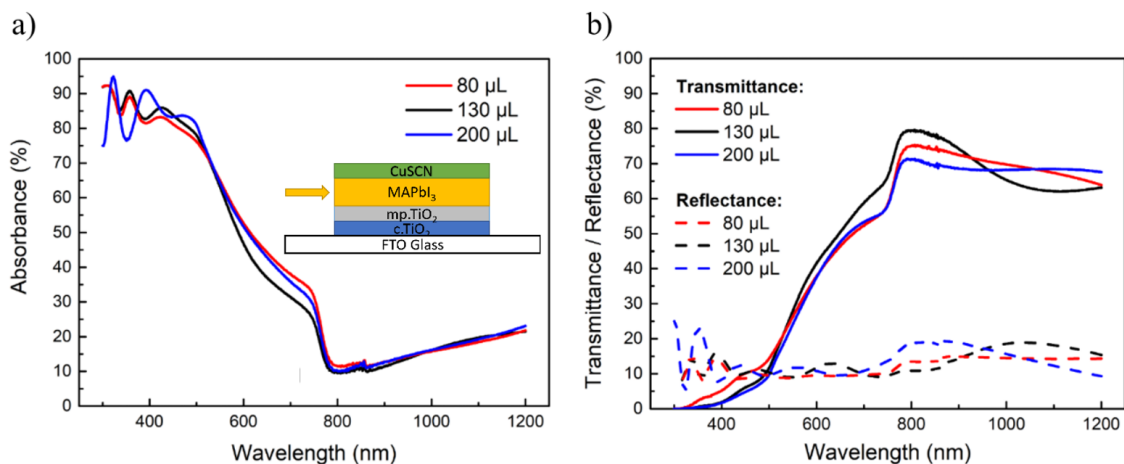 a)
Absorbance (%)
100
90
80
70
60
50
40
30
20
10
0
80 µL
130 µL
200 µL
CuSCN
MAPbI3
mp.TiO2
c.TiO2
FTO Glass
400 600 800 1000 1200
Wavelength (nm)
b)
Transmittance / Reflectance (%)
100
90
80
70
60
50
40
30
20
10
0
Transmittance:
80 µL
130 µL
200 µL
Reflectance:
80 µL
130 µL
200 µL
400 600 800 1000 1200
Wavelength (nm)